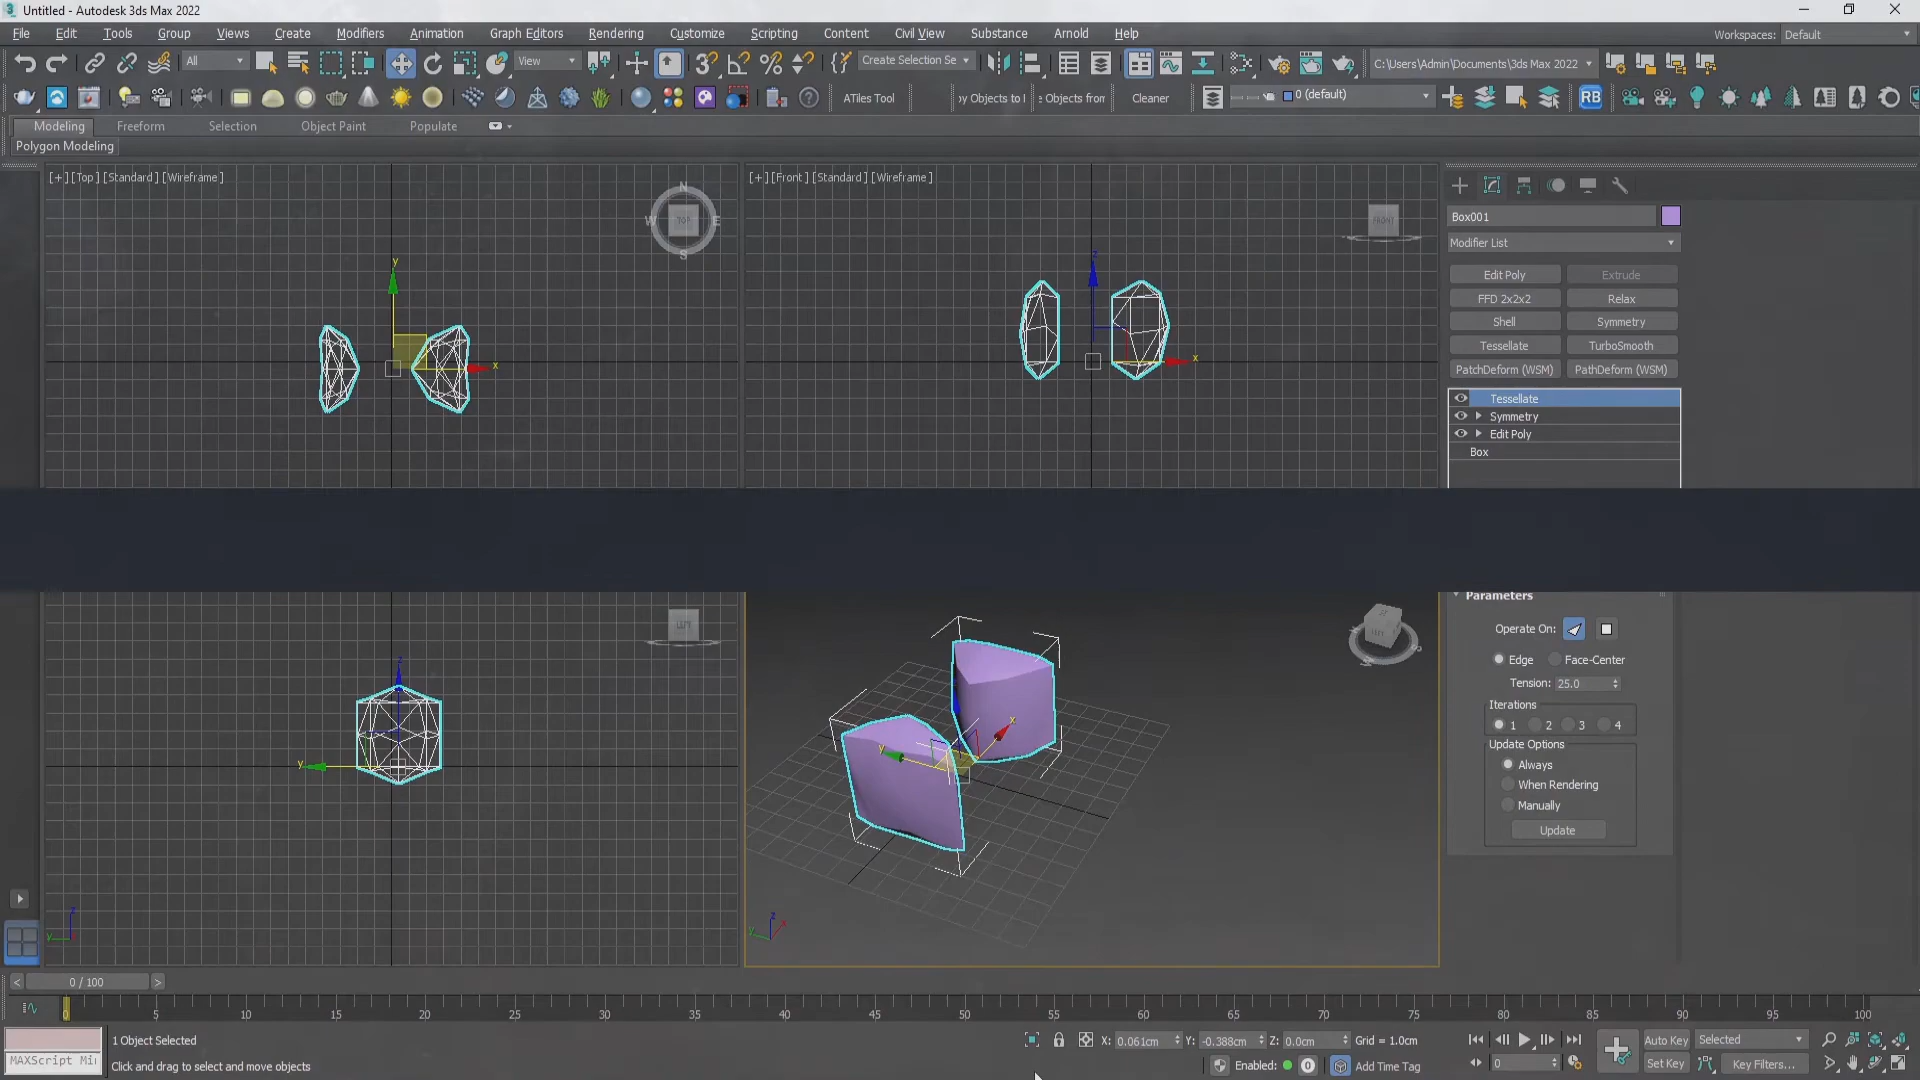 Untitled - Autodesk 3ds Max 2022
File Edit Tools Group Views Create Modifiers Animation Graph Editors Rendering Customize Scripting Content Civil View Substance Arnold Help
Workspaces: Default
All View Create Selection Se C:\Users\Admin\Documents\3ds Max 2022
ATiles Tool
Cleaner
0 (default)
RB
Modeling Freeform Selection Object Paint Populate
Polygon Modeling
[+] [Top] [Standard] [Wireframe]
[+] [Front] [Standard] [Wireframe]
N
W TOP E
S
FRONT
y
x
z
x
Box001
Modifier List
Edit Poly Extrude
FFD 2x2x2 Relax
Shell Symmetry
Tessellate TurboSmooth
PatchDeform (WSM) PathDeform (WSM)
Tessellate
Symmetry
Edit Poly
Box
Parameters
Operate On:
Edge Face-Center
Tension: 25.0
Iterations
1 2 3 4
Update Options
Always
When Rendering
Manually
Update
z
y
x
y
z
y
z
x
y
0 / 100
0 5 10 15 20 25 30 35 40 45 50 55 60 65 70 75 80 85 90 95 100
1 Object Selected
X: 0.061cm Y: -0.388cm Z: 0.0cm Grid = 1.0cm
Auto Key Selected
MAXScript Mi
Click and drag to select and move objects
Enabled: 0 Add Time Tag
0
Set Key Key Filters...